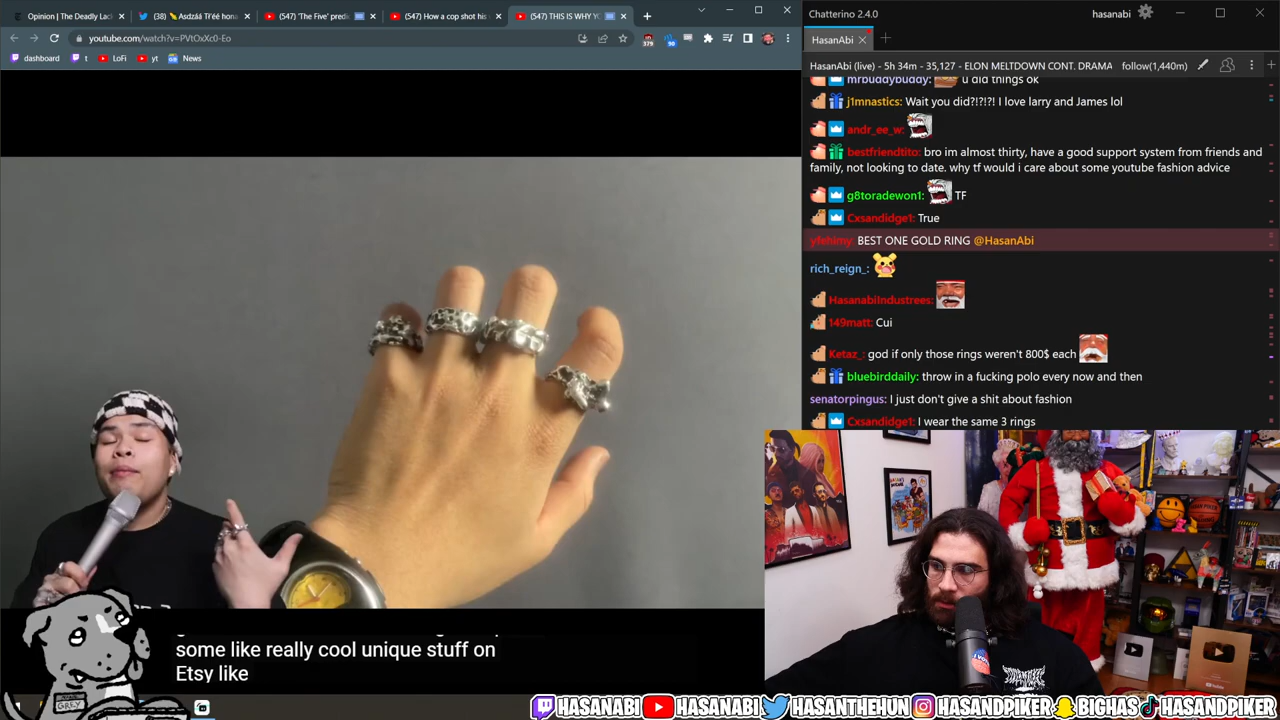 Opinion | The Deadly Lack
(38) Asdzáá Tł'éé hona
(547) 'The Five' predi
(547) How a cop shot his
(547) THIS IS WHY YO
youtube.com/watch?v=PVtOxXc0-Eo
dashboard
t
LoFi
yt
News
Chatterino 2.4.0
hasanabi
HasanAbi
HasanAbi (live) - 5h 34m - 35,127 - ELON MELTDOWN CONT. DRAMA
follow(1,440m)
mrbuddybuddy: u did things ok
j1mnastics: Wait you did?!?!?! I love larry and James lol
andr_ee_w:
bestfriendtito: bro im almost thirty, have a good support system from friends and
family, not looking to date. why tf would i care about some youtube fashion advice
g8toradewon1: TF
Cxsandidge1: True
yfehimy: BEST ONE GOLD RING @HasanAbi
rich_reign_:
HasanabiIndustrees:
149matt: Cui
Ketaz_: god if only those rings weren't 800$ each
bluebirddaily: throw in a fucking polo every now and then
senatorpingus: I just don't give a shit about fashion
Cxsandidge1: I wear the same 3 rings
some like really cool unique stuff on
Etsy like
GREY
HASANABI
HASANABI
HASANTHEHUN
HASANDPIKER
BIGHAS
HASANDPIKER